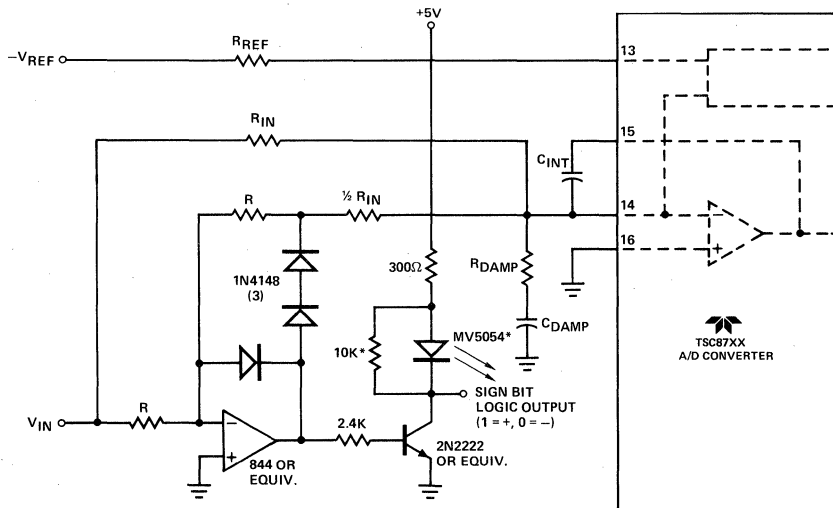 +5V
−VREF
RREF
13
RIN
15
CINT
R
½ RIN
14
16
1N4148
(3)
300Ω
RDAMP
CDAMP
10K*
MV5054*
TSC87XX
A/D CONVERTER
SIGN BIT
LOGIC OUTPUT
(1 = +, 0 = −)
VIN
R
−
+
2.4K
844 OR
EQUIV.
2N2222
OR EQUIV.
−
+